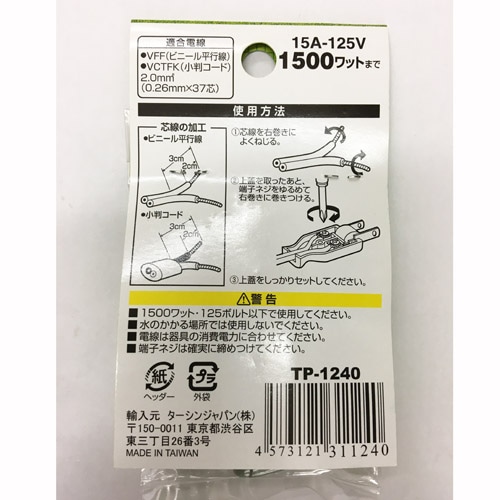 適合電線
●VFF(ビニール平行線)
●VCTFK(小判コード)
2.0m㎡
(0.26mm×37芯)
15A-125V
1500ワットまで
使用方法
芯線の加工
●ビニール平行線
3cm
2cm
●小判コード
3cm
2cm
①芯線を右巻きに
よくねじる。
②上蓋を取ったあと、
端子ネジをゆるめて
右巻きに巻きつける。
③上蓋をしっかりセットしてください。
⚠警告
■1500ワット・125ボルト以下で使用してください。
■水のかかる場所では使用しないでください。
■電線は器具の消費電力に合わせてください。
■端子ネジは確実に締めつけてください。
紙
ヘッダー
プラ
外袋
TP-1240
輸入元 ターシンジャパン(株)
〒150-0011 東京都渋谷区
東三丁目26番3号
MADE IN TAIWAN
4 573121 311240